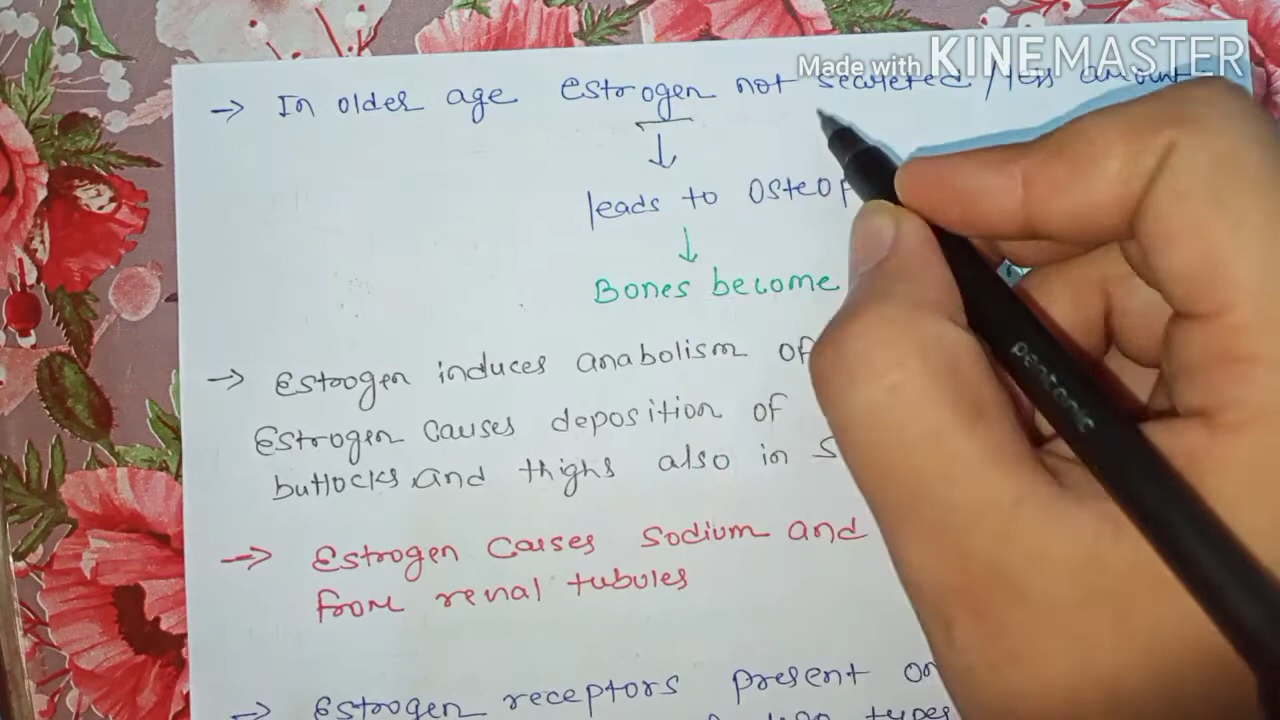 Made with KINEMASTER
→ In older age Estrogen not secreted / less amount
↓
leads to Osteop
↓
Bones become
→ Estrogen induces anabolism of
Estrogen causes deposition of
buttocks and thighs also in S
→ Estrogen causes sodium and
from renal tubules
→ Estrogen receptors present on
types
pentonic